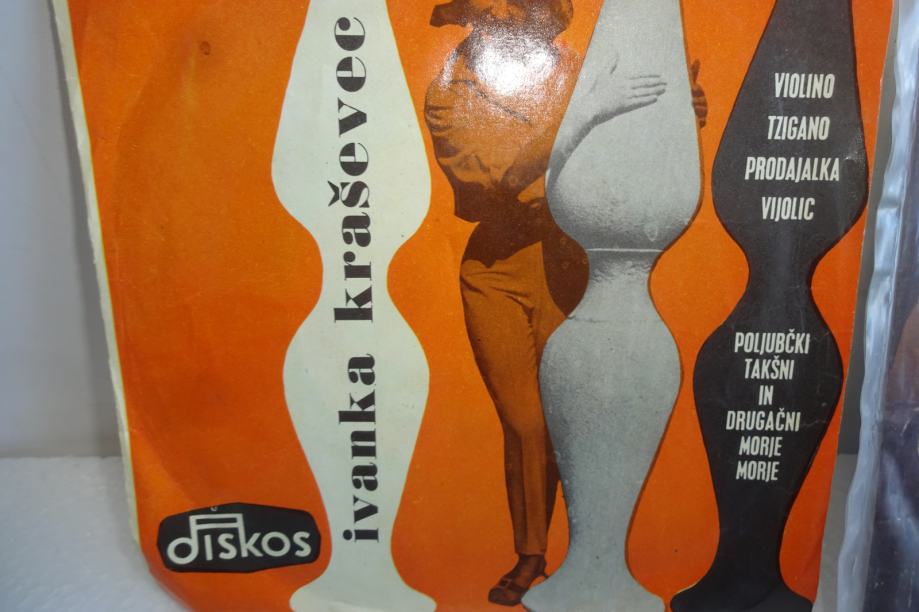 ivanka kraševec
VIOLINO
TZIGANO
PRODAJALKA
VIJOLIC
POLJUBČKI
TAKŠNI
IN
DRUGAČNI
MORJE
MORJE
diskos